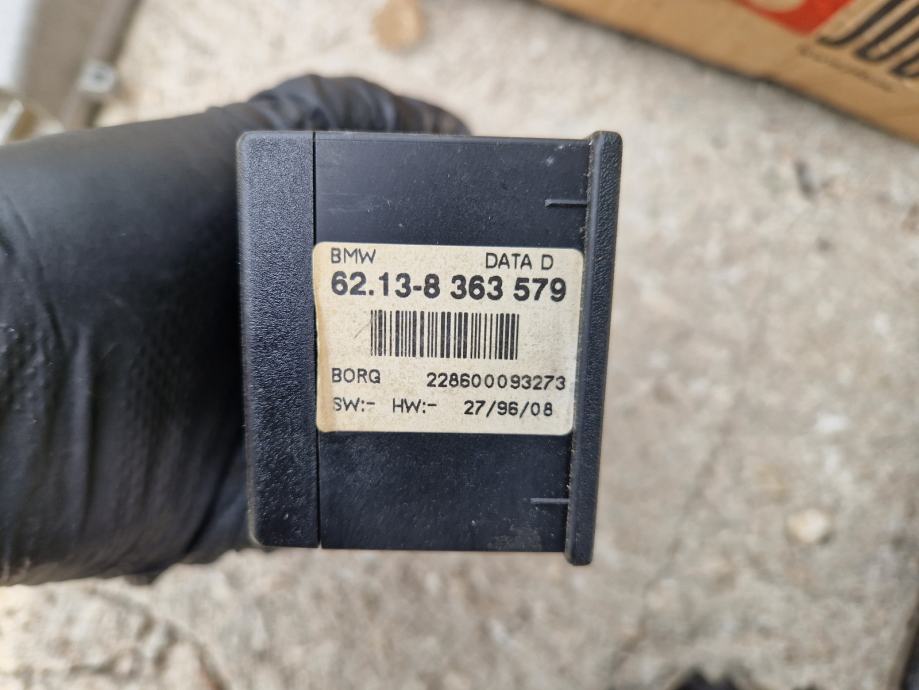 BMW DATA D
62.13-8 363 579
BORG 228600093273
SW:- HW:- 27/96/08